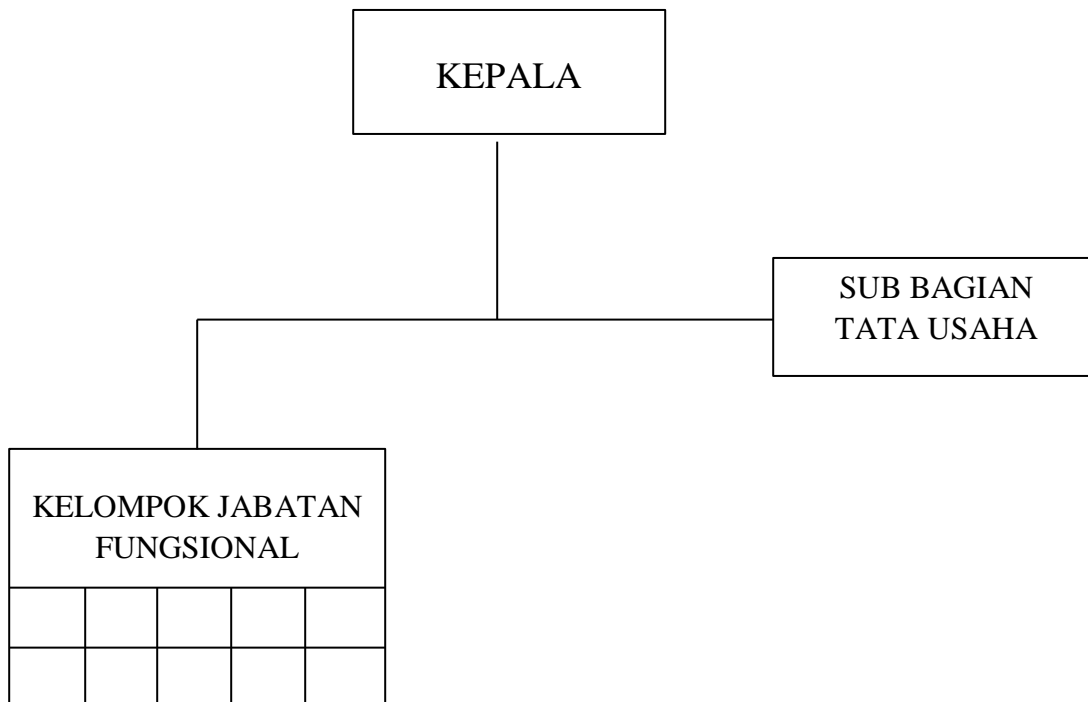 KEPALA
SUB BAGIAN
TATA USAHA
KELOMPOK JABATAN
FUNGSIONAL